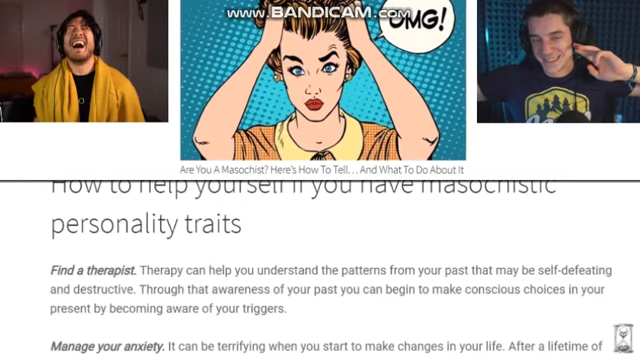 www.BANDICAM.com
OMG!
Are You A Masochist? Here's How To Tell... And What To Do About It
How to help yourself if you have masochistic
personality traits
Find a therapist. Therapy can help you understand the patterns from your past that may be self-defeating
and destructive. Through that awareness of your past you can begin to make conscious choices in your
present by becoming aware of your triggers.
Manage your anxiety. It can be terrifying when you start to make changes in your life. After a lifetime of